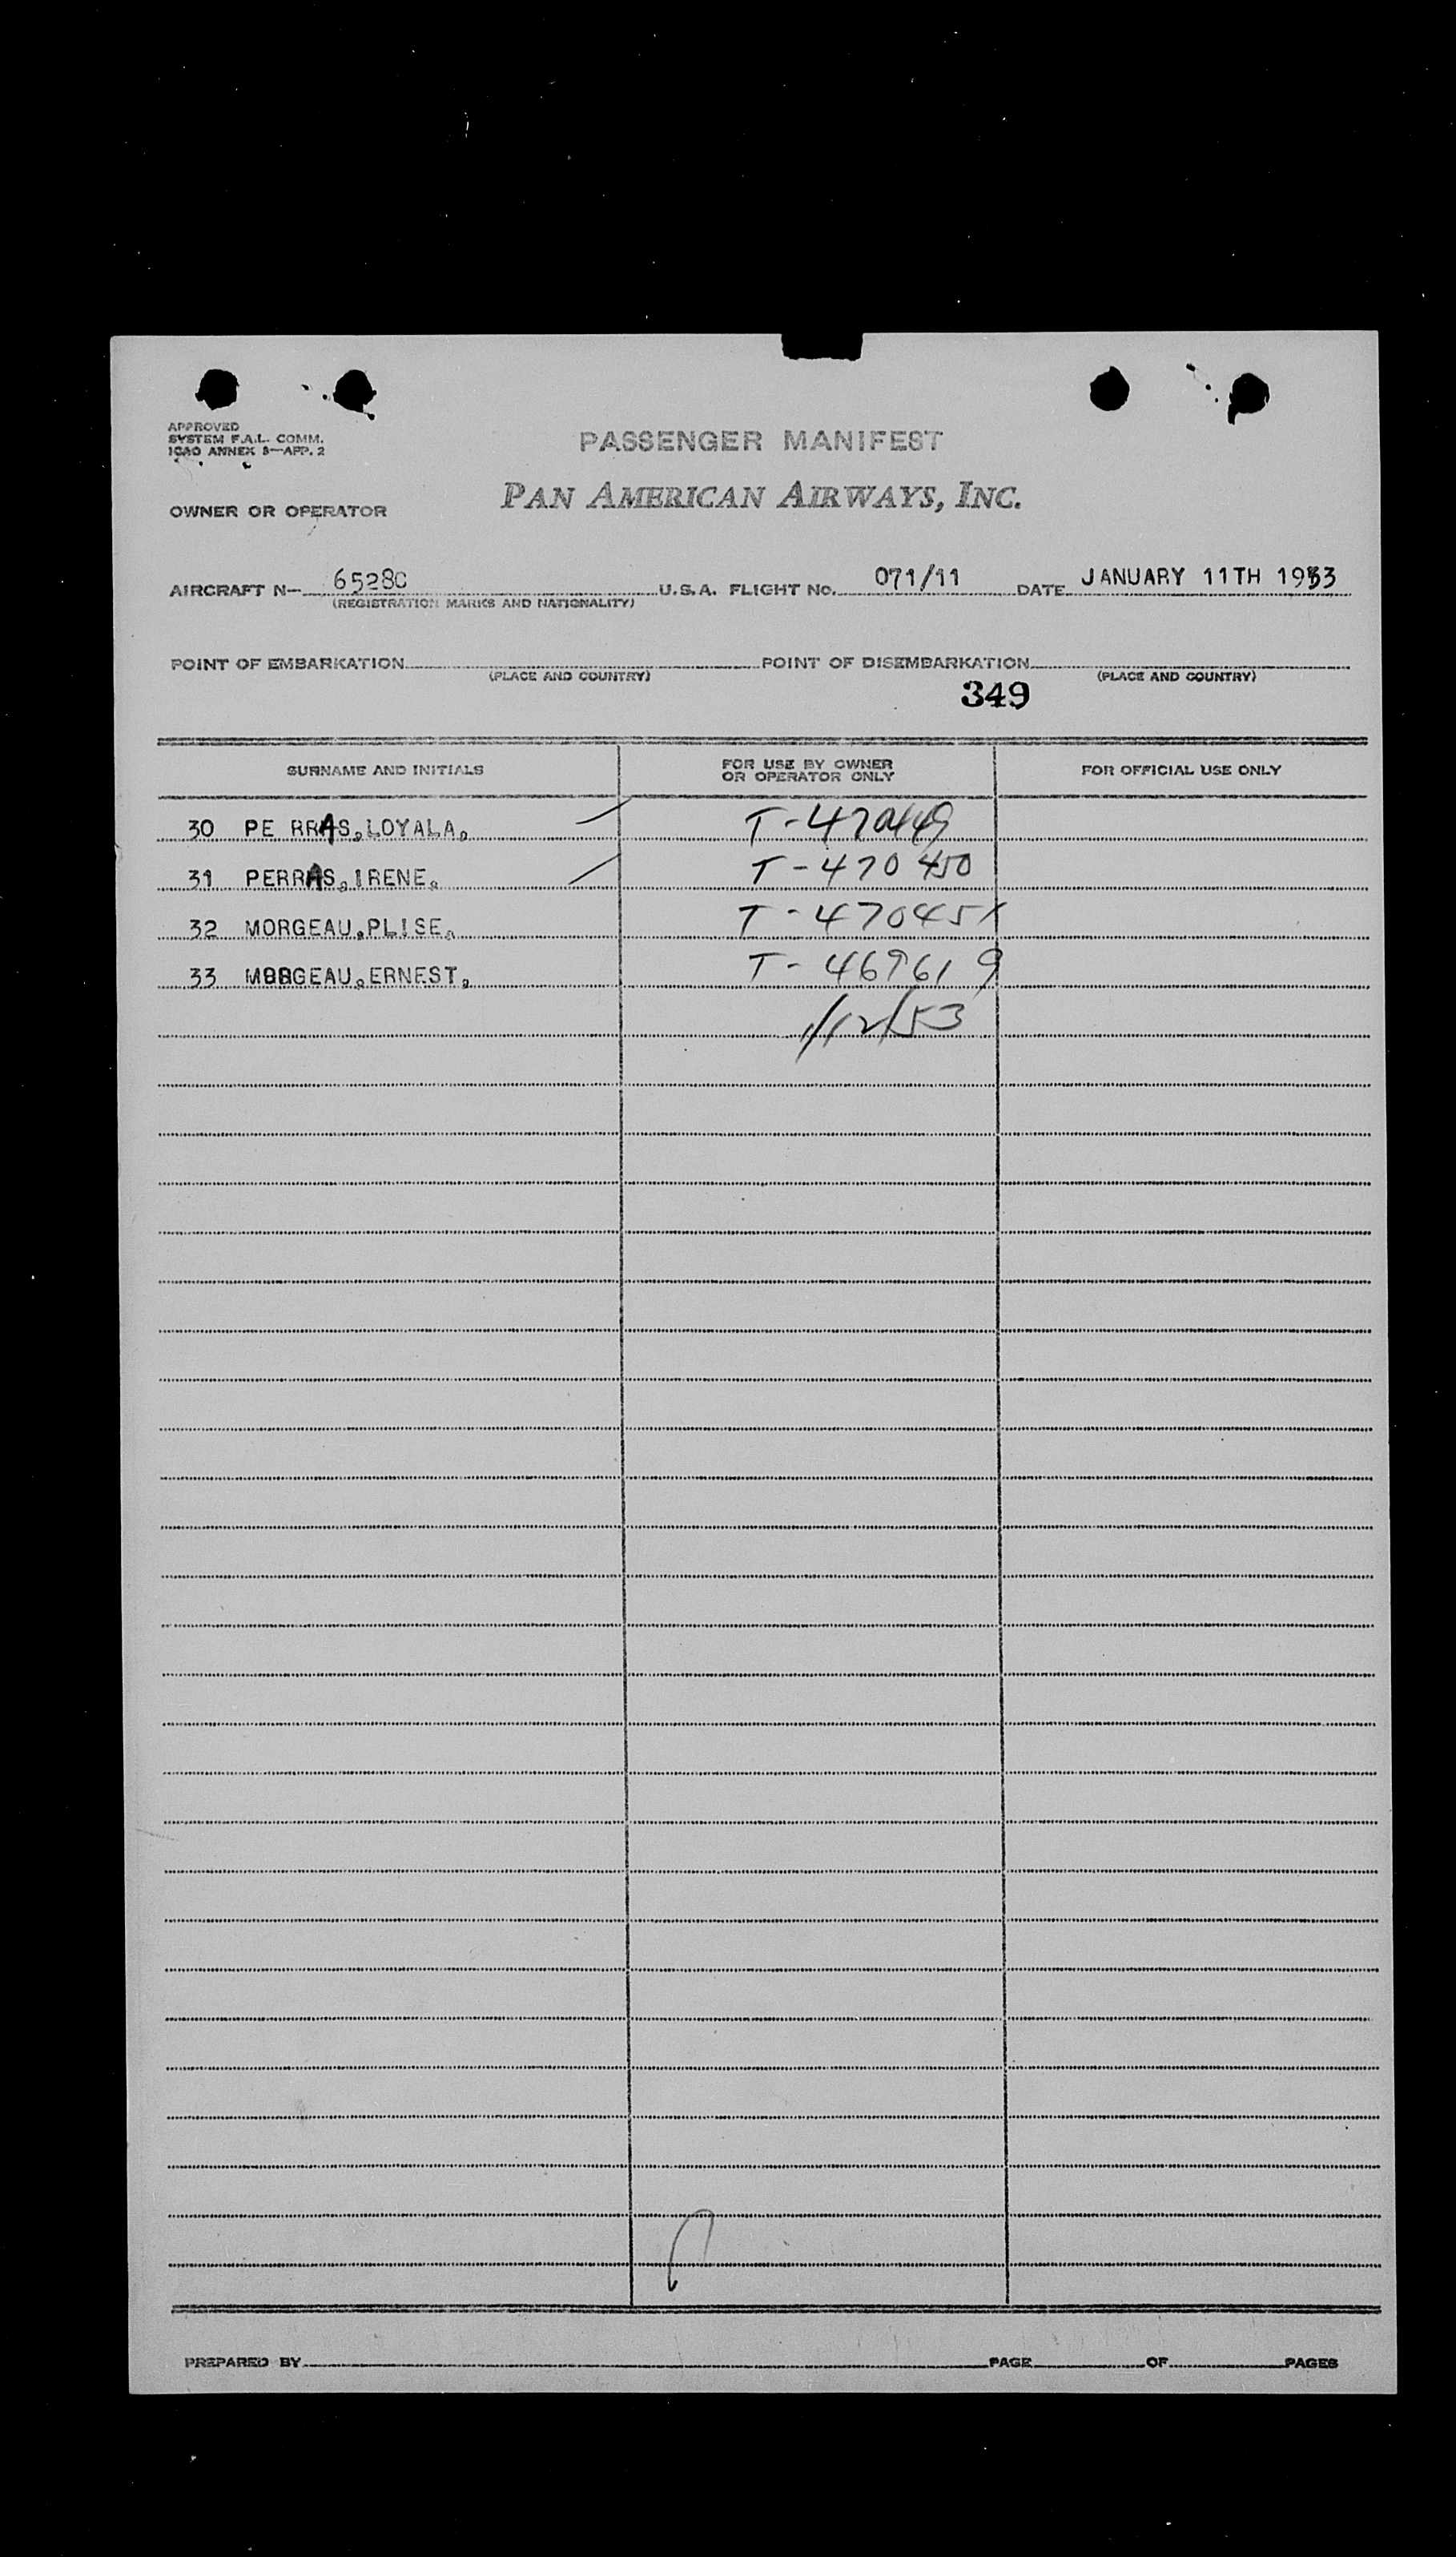 APPROVED
SYSTEM F.A.L. COMM.
ICAO ANNEX 9—APP. 2
PASSENGER MANIFEST
PAN AMERICAN AIRWAYS, INC.
OWNER OR OPERATOR
AIRCRAFT N— 6528C U.S.A. FLIGHT No. 071/11 DATE JANUARY 11TH 1953
(REGISTRATION MARKS AND NATIONALITY)
POINT OF EMBARKATION POINT OF DISEMBARKATION
(PLACE AND COUNTRY) (PLACE AND COUNTRY)
349
SURNAME AND INITIALS FOR USE BY OWNER OR OPERATOR ONLY FOR OFFICIAL USE ONLY
30 PE RRAS, LOYALA, T-470449
31 PERRAS, IRENE, T-470450
32 MORGEAU, PLISE, T-470451
33 MORGEAU, ERNEST, T-469619
1/12/53
PREPARED BY PAGE OF PAGES